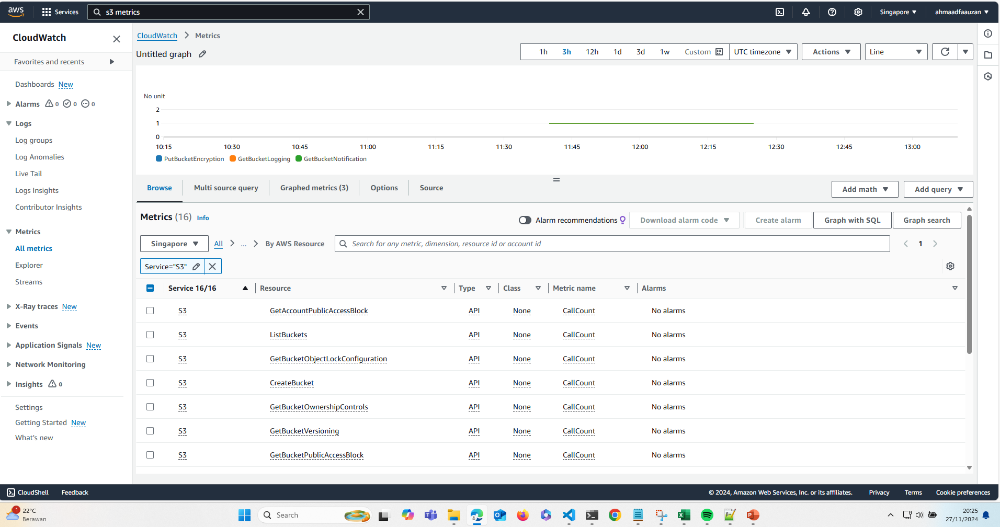 aws
Services
s3 metrics
Singapore
ahmaadfaauzan
CloudWatch
Favorites and recents
Dashboards New
Alarms 0 0 0
Logs
Log groups
Log Anomalies
Live Tail
Logs Insights
Contributor Insights
Metrics
All metrics
Explorer
Streams
X-Ray traces New
Events
Application Signals New
Network Monitoring
Insights 0
Settings
Getting Started New
What's new
CloudWatch > Metrics
Untitled graph
1h 3h 12h 1d 3d 1w Custom UTC timezone
Actions
Line
No unit
2
1
0
10:15 10:30 10:45 11:00 11:15 11:30 11:45 12:00 12:15 12:30 12:45 13:00
PutBucketEncryption GetBucketLogging GetBucketNotification
Browse Multi source query Graphed metrics (3) Options Source
Add math Add query
Metrics (16) Info
Alarm recommendations Download alarm code Create alarm Graph with SQL Graph search
Singapore All > ... > By AWS Resource Search for any metric, dimension, resource id or account id 1
Service="S3"
Service 16/16 Resource Type Class Metric name Alarms
S3 GetAccountPublicAccessBlock API None CallCount No alarms
S3 ListBuckets API None CallCount No alarms
S3 GetBucketObjectLockConfiguration API None CallCount No alarms
S3 CreateBucket API None CallCount No alarms
S3 GetBucketOwnershipControls API None CallCount No alarms
S3 GetBucketVersioning API None CallCount No alarms
S3 GetBucketPublicAccessBlock API None CallCount No alarms
CloudShell Feedback
© 2024, Amazon Web Services, Inc. or its affiliates. Privacy Terms Cookie preferences
1
22°C
Berawan
Search
20:25
27/11/2024